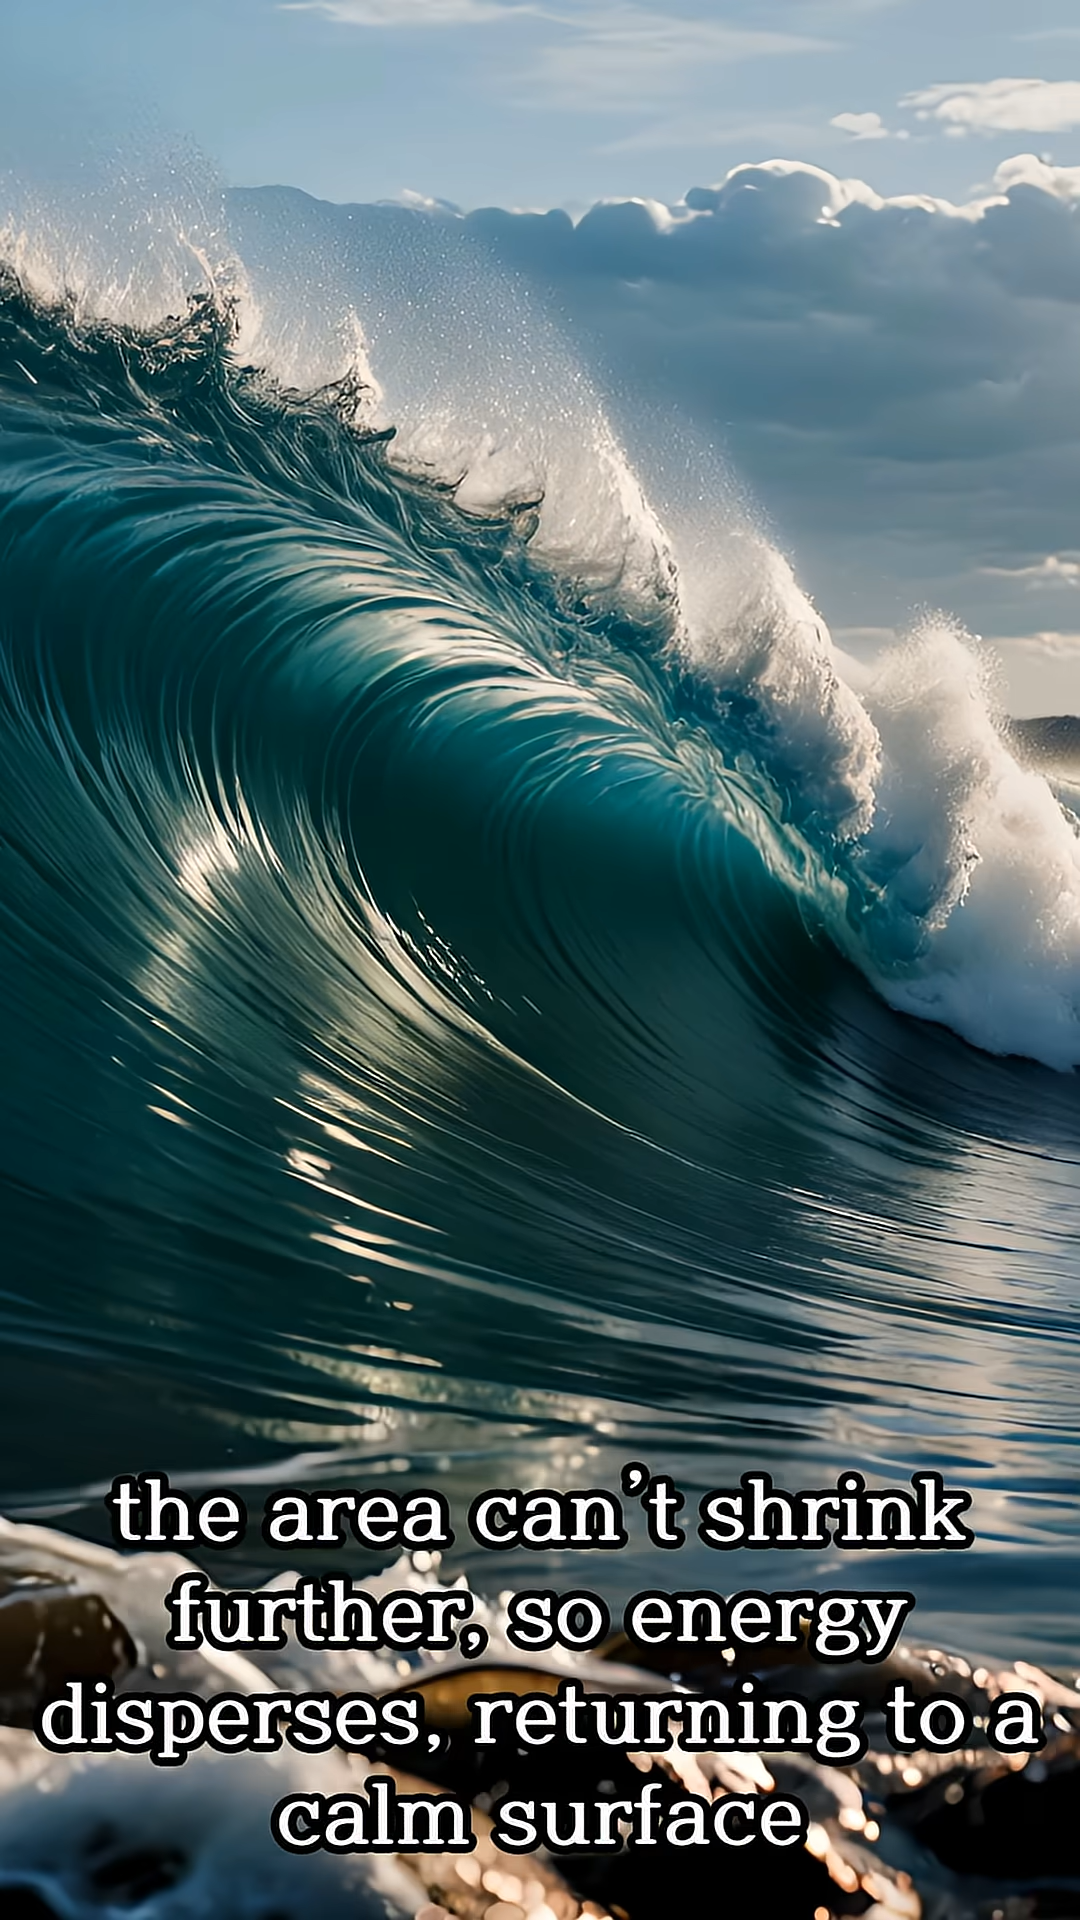 the area can’t shrink
further, so energy
disperses, returning to a
calm surface